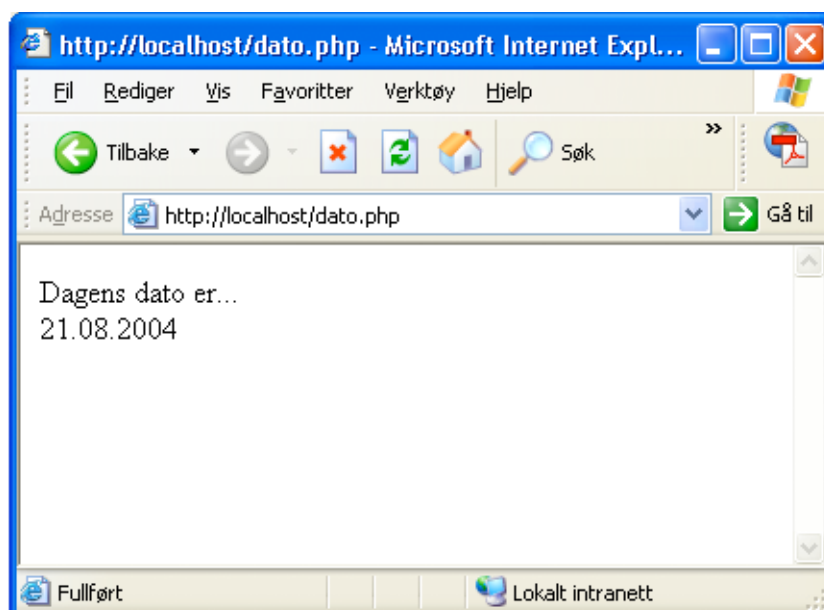 http://localhost/dato.php - Microsoft Internet Expl...
Fil Rediger Vis Favoritter Verktøy Hjelp
Tilbake Søk »
Adresse http://localhost/dato.php Gå til
Dagens dato er...
21.08.2004
Fullført Lokalt intranett